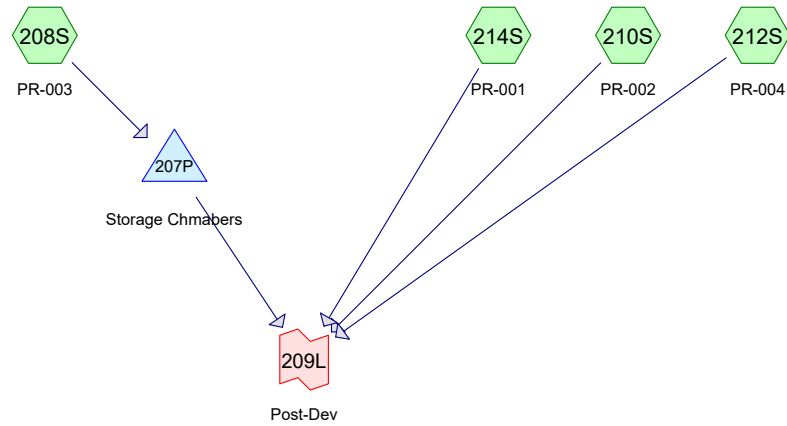 208S
214S
210S
212S
PR-003
PR-001
PR-002
PR-004
207P
Storage Chmabers
209L
Post-Dev